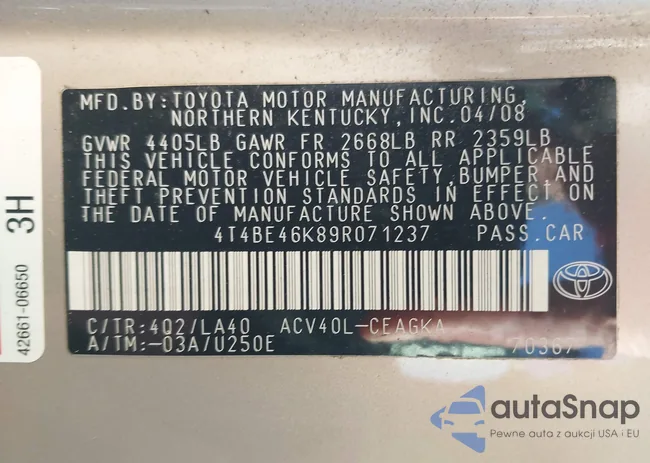 MFD.BY:TOYOTA MOTOR MANUFACTURING,
NORTHERN KENTUCKY,INC.04/08
GVWR 4405LB GAWR FR 2668LB RR 2359LB
THIS VEHICLE CONFORMS TO ALL APPLICABLE
FEDERAL MOTOR VEHICLE SAFETY,BUMPER,AND
THEFT PREVENTION STANDARDS IN EFFECT ON
THE DATE OF MANUFACTURE SHOWN ABOVE.
4T4BE46K89R071237 PASS.CAR
C/TR:4Q2/LA40 ACV40L-CEAGKA
A/TM:-03A/U250E 70367
3H
42661-06650
autaSnap
Pewne auta z aukcji USA i EU